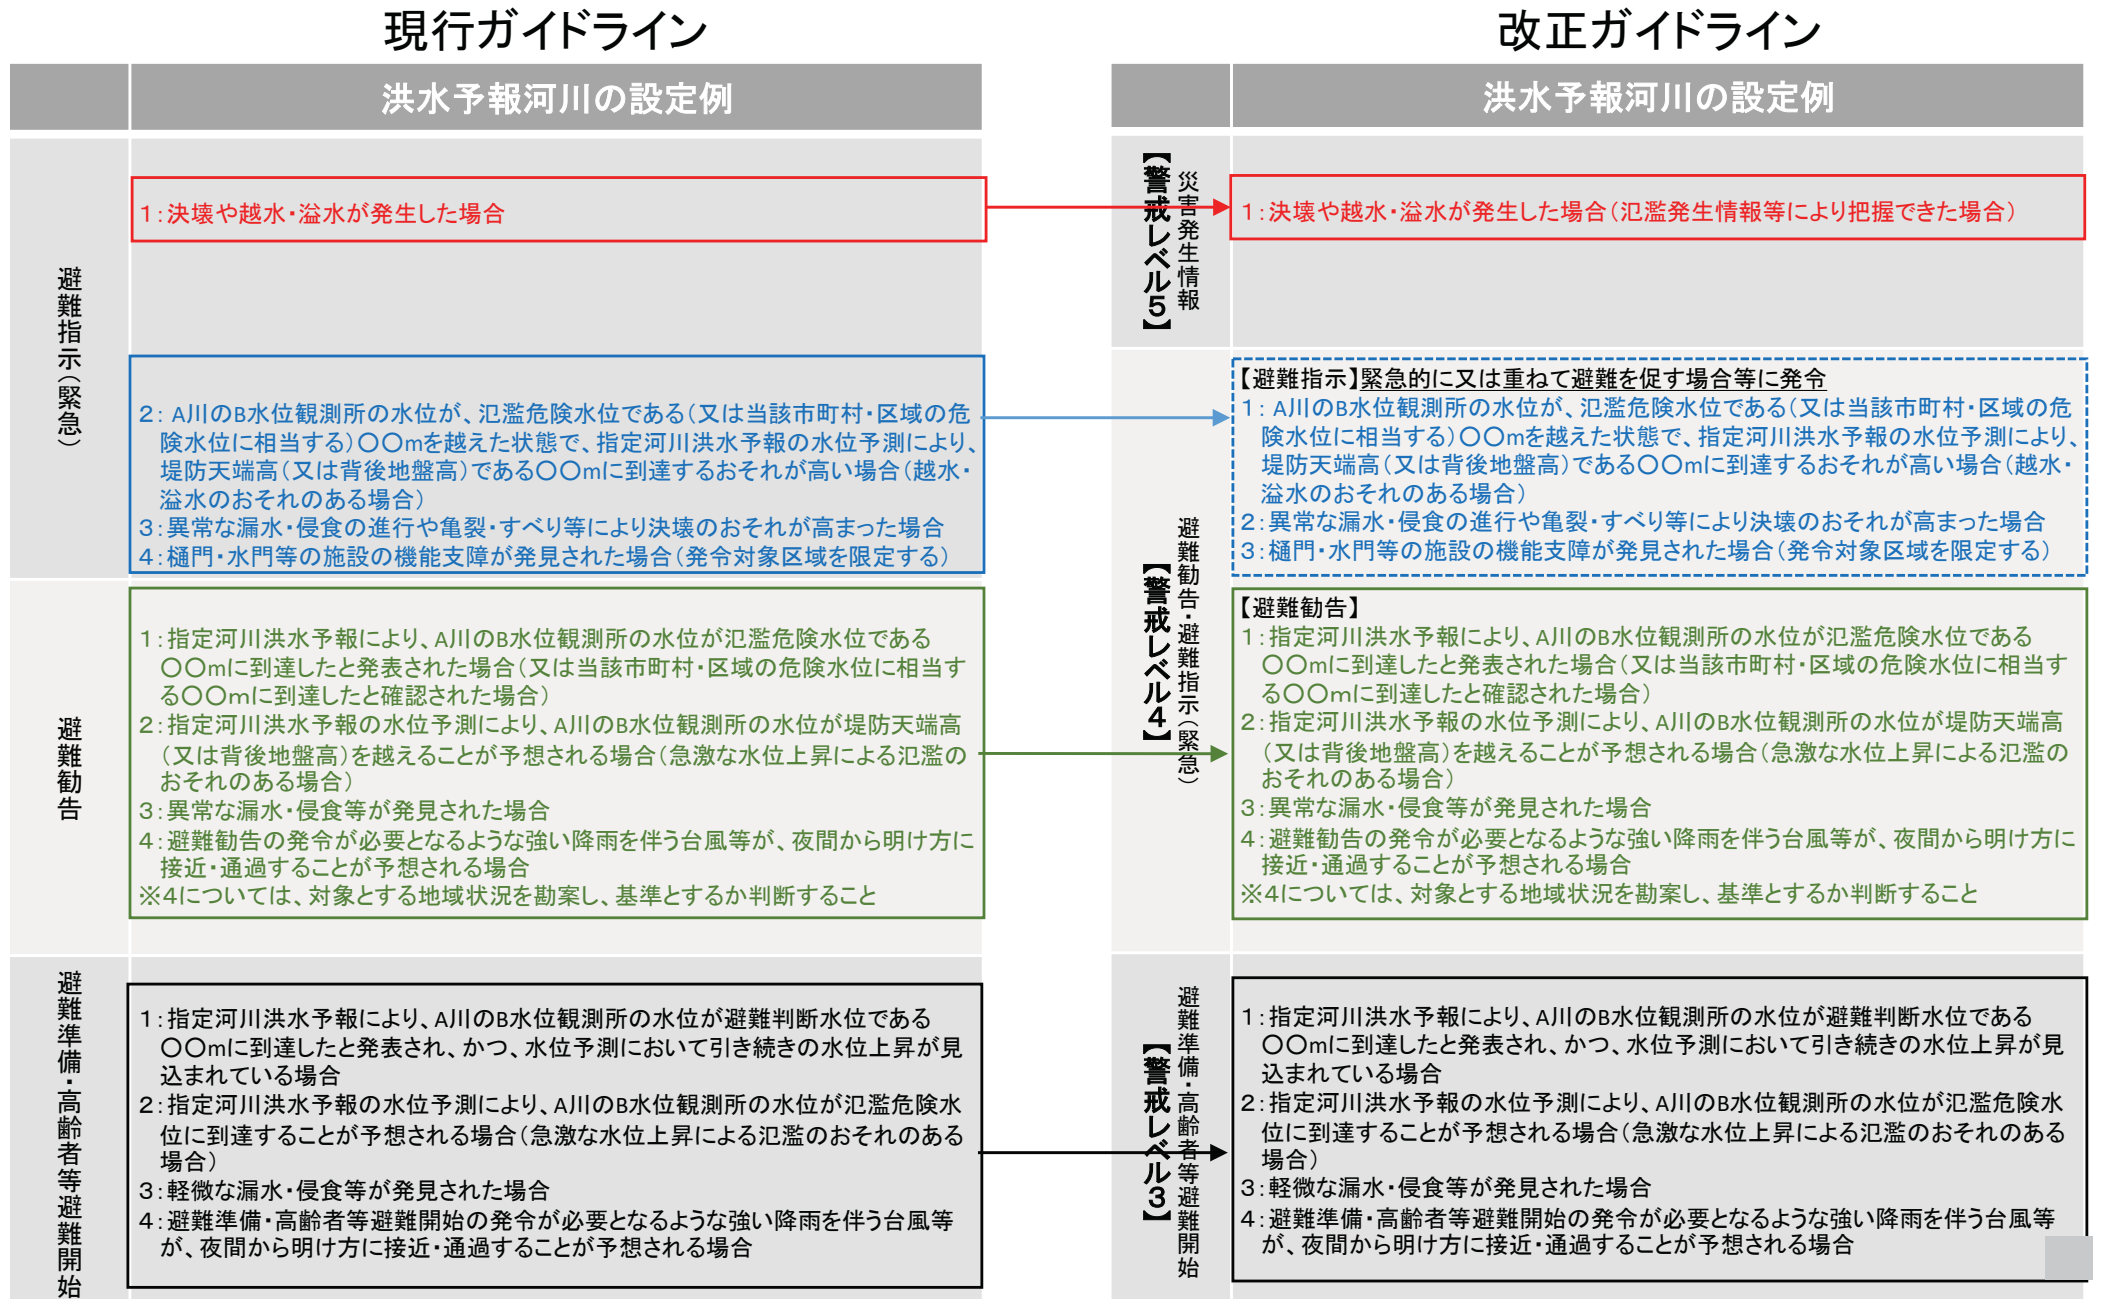 現行ガイドライン
洪水予報河川の設定例
避難指示(緊急)
1:決壊や越水・溢水が発生した場合
2: A川のB水位観測所の水位が、氾濫危険水位である(又は当該市町村・区域の危
険水位に相当する)〇〇mを越えた状態で、指定河川洪水予報の水位予測により、
堤防天端高(又は背後地盤高)である〇〇mに到達するおそれが高い場合(越水・
溢水のおそれのある場合)
3:異常な漏水・侵食の進行や亀裂・すべり等により決壊のおそれが高まった場合
4:樋門・水門等の施設の機能支障が発見された場合(発令対象区域を限定する)
避難勧告
1:指定河川洪水予報により、A川のB水位観測所の水位が氾濫危険水位である
〇〇mに到達したと発表された場合(又は当該市町村・区域の危険水位に相当す
る〇〇mに到達したと確認された場合)
2:指定河川洪水予報の水位予測により、A川のB水位観測所の水位が堤防天端高
(又は背後地盤高)を越えることが予想される場合(急激な水位上昇による氾濫の
おそれのある場合)
3:異常な漏水・侵食等が発見された場合
4:避難勧告の発令が必要となるような強い降雨を伴う台風等が、夜間から明け方に
接近・通過することが予想される場合
※4については、対象とする地域状況を勘案し、基準とするか判断すること
避難準備・高齢者等避難開始
1:指定河川洪水予報により、A川のB水位観測所の水位が避難判断水位である
〇〇mに到達したと発表され、かつ、水位予測において引き続きの水位上昇が見
込まれている場合
2:指定河川洪水予報の水位予測により、A川のB水位観測所の水位が氾濫危険水
位に到達することが予想される場合(急激な水位上昇による氾濫のおそれのある
場合)
3:軽微な漏水・侵食等が発見された場合
4:避難準備・高齢者等避難開始の発令が必要となるような強い降雨を伴う台風等
が、夜間から明け方に接近・通過することが予想される場合
改正ガイドライン
洪水予報河川の設定例
災害発生情報
【警戒レベル5】
1:決壊や越水・溢水が発生した場合(氾濫発生情報等により把握できた場合)
避難勧告・避難指示(緊急)
【警戒レベル4】
【避難指示】緊急的に又は重ねて避難を促す場合等に発令
1: A川のB水位観測所の水位が、氾濫危険水位である(又は当該市町村・区域の危
険水位に相当する)〇〇mを越えた状態で、指定河川洪水予報の水位予測により、
堤防天端高(又は背後地盤高)である〇〇mに到達するおそれが高い場合(越水・
溢水のおそれのある場合)
2:異常な漏水・侵食の進行や亀裂・すべり等により決壊のおそれが高まった場合
3:樋門・水門等の施設の機能支障が発見された場合(発令対象区域を限定する)
【避難勧告】
1:指定河川洪水予報により、A川のB水位観測所の水位が氾濫危険水位である
〇〇mに到達したと発表された場合(又は当該市町村・区域の危険水位に相当す
る〇〇mに到達したと確認された場合)
2:指定河川洪水予報の水位予測により、A川のB水位観測所の水位が堤防天端高
(又は背後地盤高)を越えることが予想される場合(急激な水位上昇による氾濫の
おそれのある場合)
3:異常な漏水・侵食等が発見された場合
4:避難勧告の発令が必要となるような強い降雨を伴う台風等が、夜間から明け方に
接近・通過することが予想される場合
※4については、対象とする地域状況を勘案し、基準とするか判断すること
避難準備・高齢者等避難開始
【警戒レベル3】
1:指定河川洪水予報により、A川のB水位観測所の水位が避難判断水位である
〇〇mに到達したと発表され、かつ、水位予測において引き続きの水位上昇が見
込まれている場合
2:指定河川洪水予報の水位予測により、A川のB水位観測所の水位が氾濫危険水
位に到達することが予想される場合(急激な水位上昇による氾濫のおそれのある
場合)
3:軽微な漏水・侵食等が発見された場合
4:避難準備・高齢者等避難開始の発令が必要となるような強い降雨を伴う台風等
が、夜間から明け方に接近・通過することが予想される場合